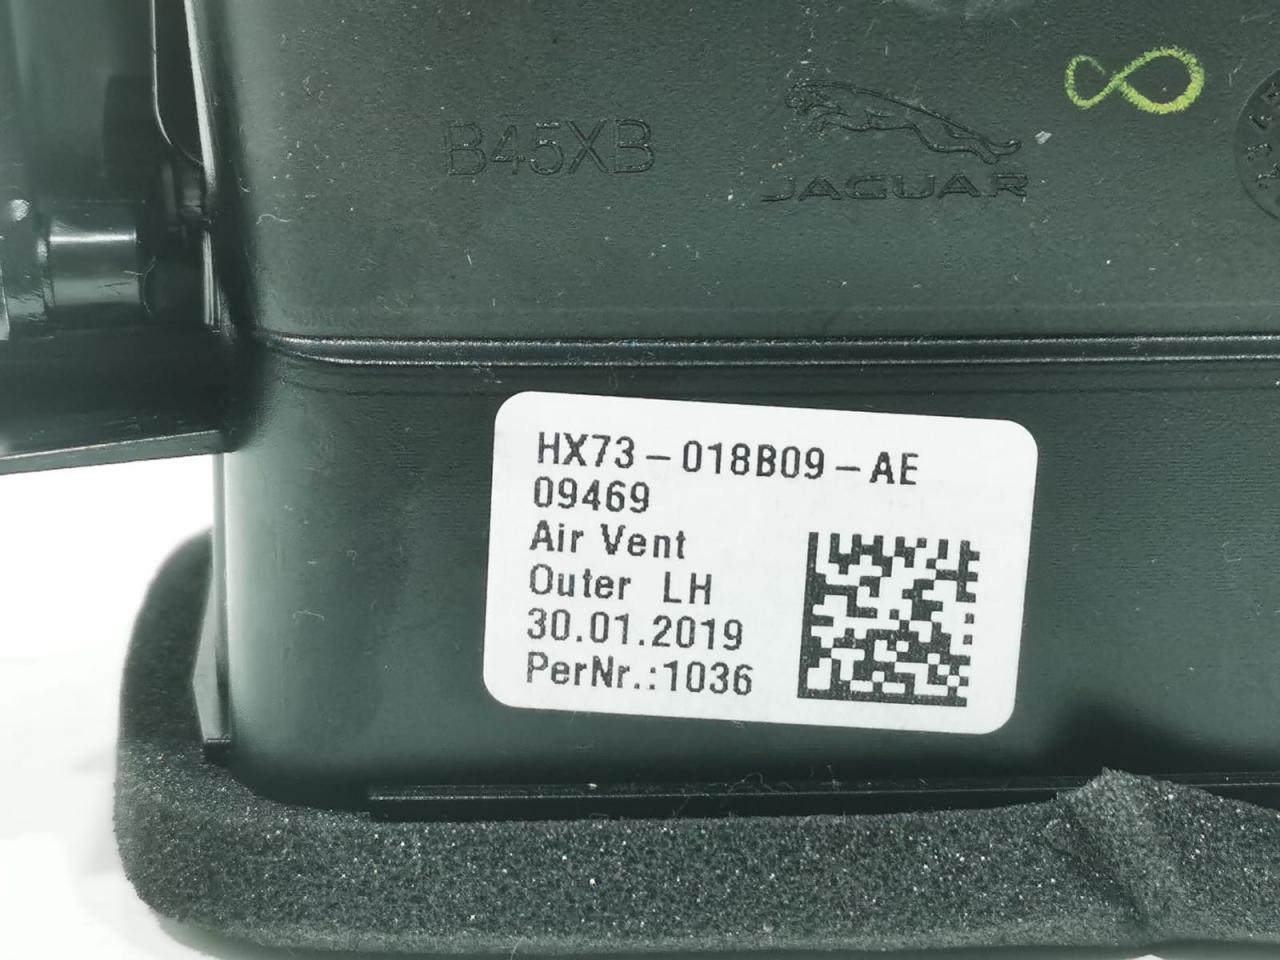 B45XB
JAGUAR
HX73-018B09-AE
09469
Air Vent
Outer LH
30.01.2019
PerNr.:1036